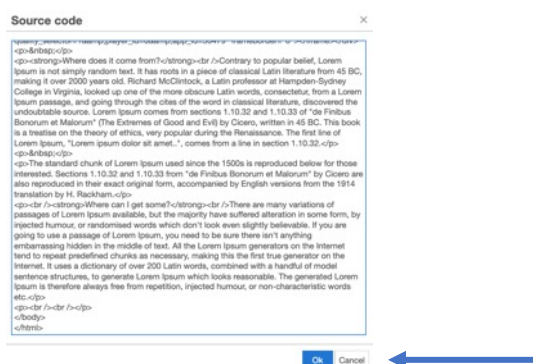 Source code
quality_selector=1&amp;player_id=0&amp;app_id=58479" frameborder="0"></iframe></div>
<p>&nbsp;</p>
<p><strong>Where does it come from?</strong><br />Contrary to popular belief, Lorem
Ipsum is not simply random text. It has roots in a piece of classical Latin literature from 45 BC,
making it over 2000 years old. Richard McClintock, a Latin professor at Hampden-Sydney
College in Virginia, looked up one of the more obscure Latin words, consectetur, from a Lorem
Ipsum passage, and going through the cites of the word in classical literature, discovered the
undoubtable source. Lorem Ipsum comes from sections 1.10.32 and 1.10.33 of "de Finibus
Bonorum et Malorum" (The Extremes of Good and Evil) by Cicero, written in 45 BC. This book
is a treatise on the theory of ethics, very popular during the Renaissance. The first line of
Lorem Ipsum, "Lorem ipsum dolor sit amet..", comes from a line in section 1.10.32.</p>
<p>&nbsp;</p>
<p>The standard chunk of Lorem Ipsum used since the 1500s is reproduced below for those
interested. Sections 1.10.32 and 1.10.33 from "de Finibus Bonorum et Malorum" by Cicero are
also reproduced in their exact original form, accompanied by English versions from the 1914
translation by H. Rackham.</p>
<p><br /><strong>Where can I get some?</strong><br />There are many variations of
passages of Lorem Ipsum available, but the majority have suffered alteration in some form, by
injected humour, or randomised words which don't look even slightly believable. If you are
going to use a passage of Lorem Ipsum, you need to be sure there isn't anything
embarrassing hidden in the middle of text. All the Lorem Ipsum generators on the Internet
tend to repeat predefined chunks as necessary, making this the first true generator on the
Internet. It uses a dictionary of over 200 Latin words, combined with a handful of model
sentence structures, to generate Lorem Ipsum which looks reasonable. The generated Lorem
Ipsum is therefore always free from repetition, injected humour, or non-characteristic words
etc.</p>
<p><br /><br /></p>
</body>
</html>
Ok Cancel